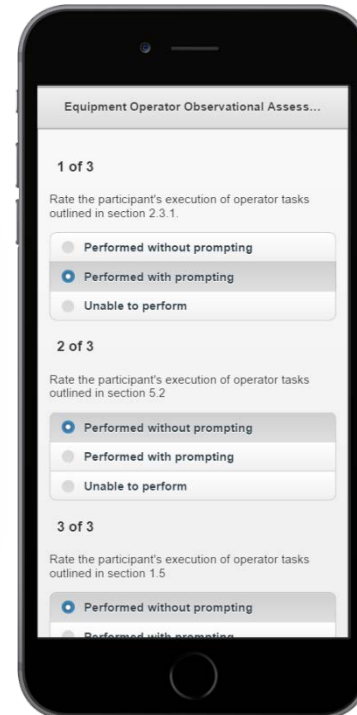 Equipment Operator Observational Assess...
1 of 3
Rate the participant's execution of operator tasks
outlined in section 2.3.1.
Performed without prompting
Performed with prompting
Unable to perform
2 of 3
Rate the participant's execution of operator tasks
outlined in section 5.2
Performed without prompting
Performed with prompting
Unable to perform
3 of 3
Rate the participant's execution of operator tasks
outlined in section 1.5
Performed without prompting
Performed with prompting